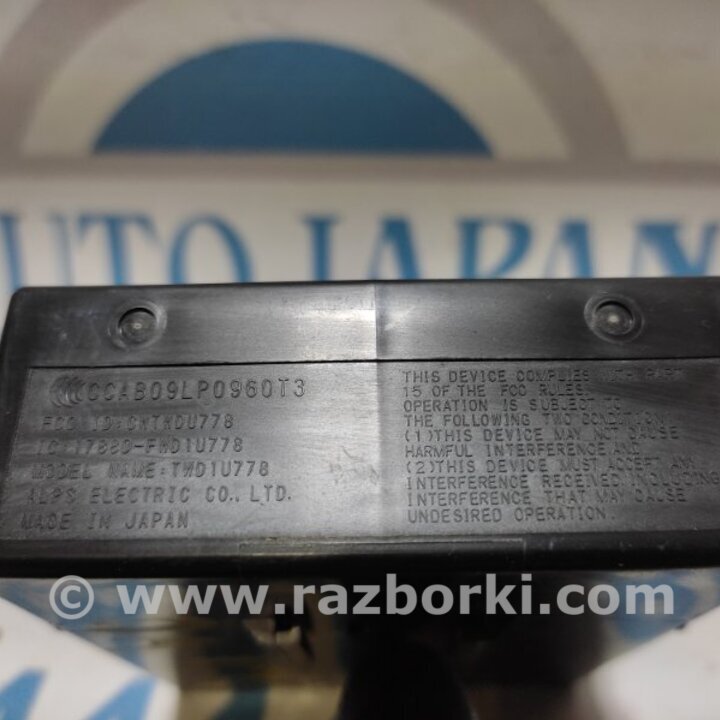 AUTO JAPAN
CCAB09LP0960T3
FCC ID:CWTWDU778
IC:1788D-FWD1U778
MODEL NAME:TWD1U778
ALPS ELECTRIC CO., LTD.
MADE IN JAPAN
THIS DEVICE COMPLIES WITH PART
15 OF THE FCC RULES.
OPERATION IS SUBJECT TO
THE FOLLOWING TWO CONDITIONS:
(1)THIS DEVICE MAY NOT CAUSE
HARMFUL INTERFERENCE AND
(2)THIS DEVICE MUST ACCEPT ANY
INTERFERENCE RECEIVED INCLUDING
INTERFERENCE THAT MAY CAUSE
UNDESIRED OPERATION.
© www.razborki.com